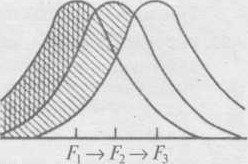 F₁ → F₂ → F₃